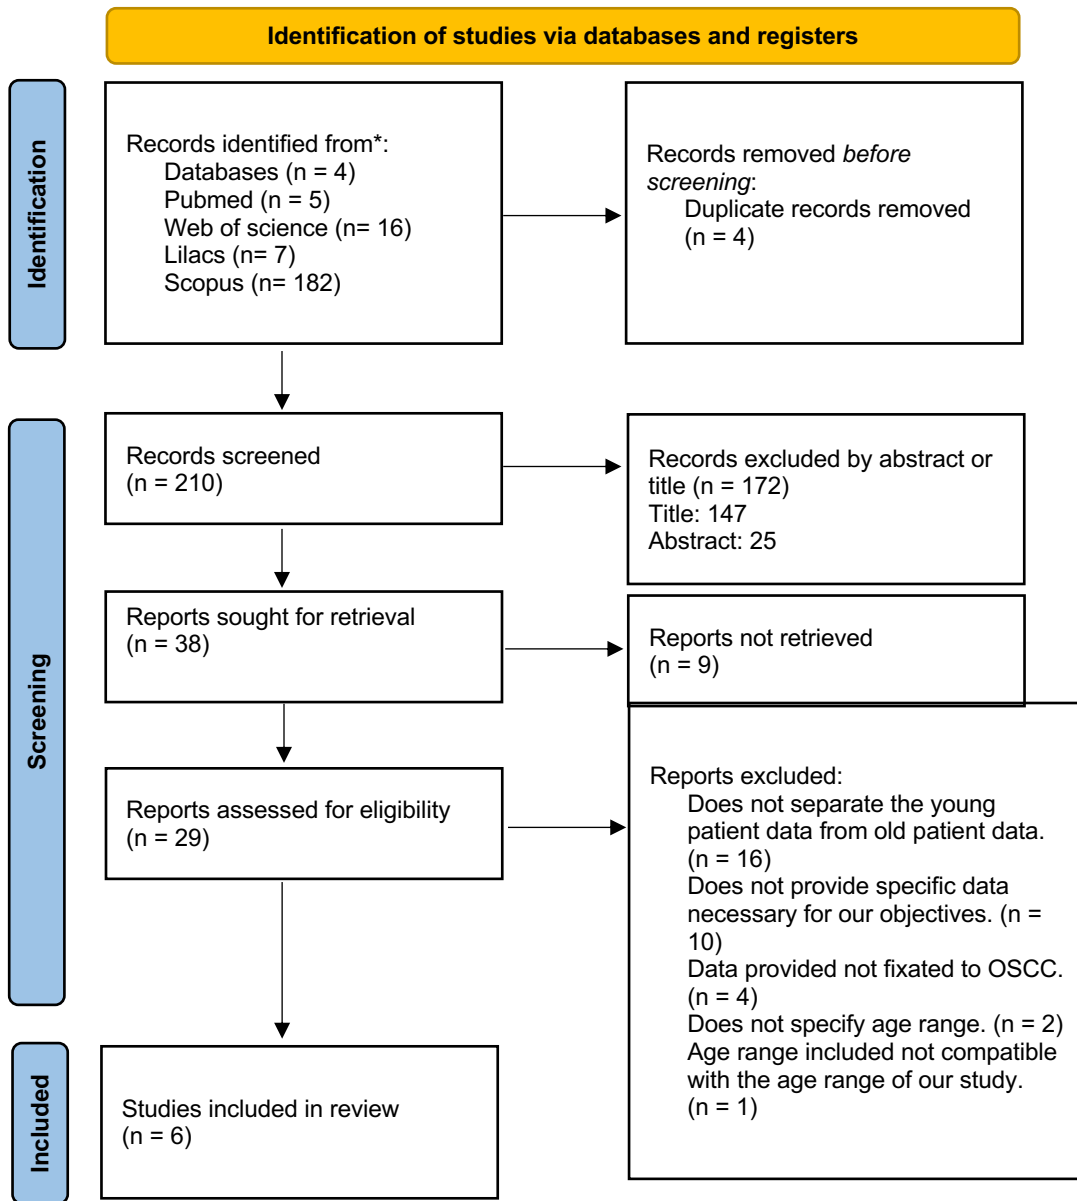 Identification of studies via databases and registers
Identification
Records identified from*:
Databases (n = 4)
Pubmed (n = 5)
Web of science (n= 16)
Lilacs (n= 7)
Scopus (n= 182)
Records removed before
screening:
Duplicate records removed
(n = 4)
Screening
Records screened
(n = 210)
Records excluded by abstract or
title (n = 172)
Title: 147
Abstract: 25
Reports sought for retrieval
(n = 38)
Reports not retrieved
(n = 9)
Reports assessed for eligibility
(n = 29)
Reports excluded:
Does not separate the young
patient data from old patient data.
(n = 16)
Does not provide specific data
necessary for our objectives. (n =
10)
Data provided not fixated to OSCC.
(n = 4)
Does not specify age range. (n = 2)
Age range included not compatible
with the age range of our study.
(n = 1)
Included
Studies included in review
(n = 6)